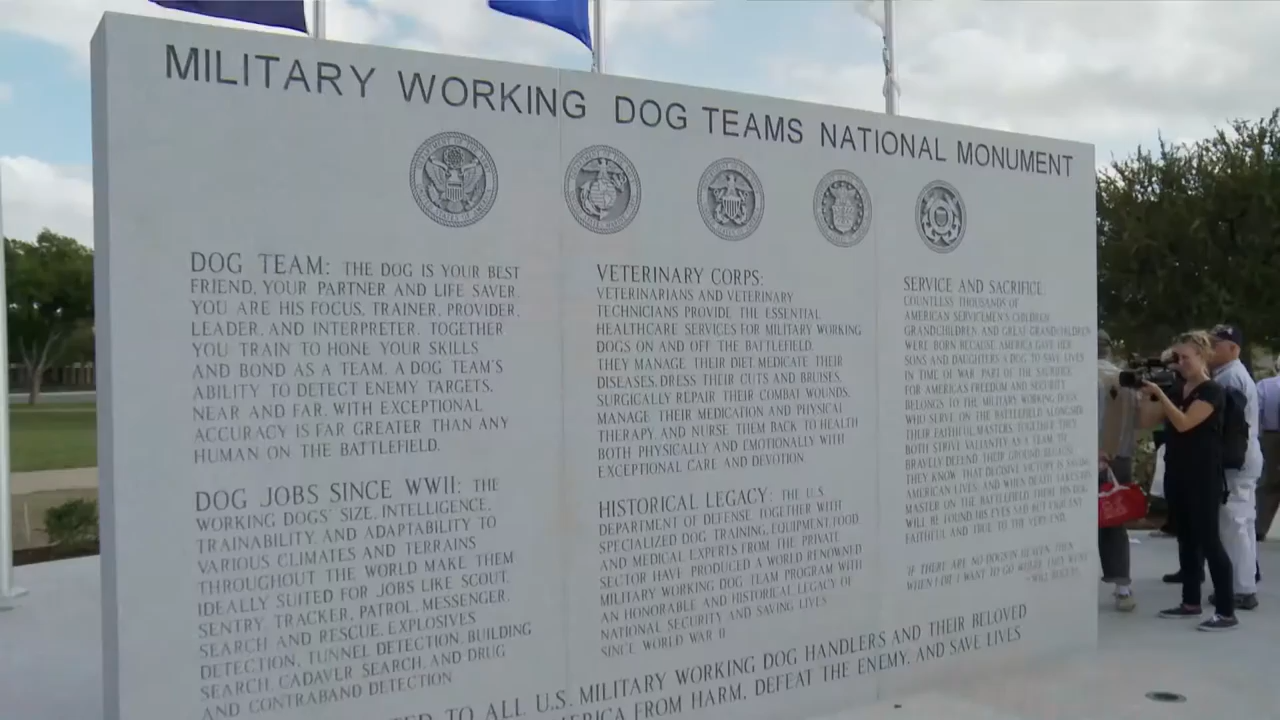 MILITARY WORKING DOG TEAMS NATIONAL MONUMENT
DOG TEAM: THE DOG IS YOUR BEST
FRIEND, YOUR PARTNER AND LIFE SAVER.
YOU ARE HIS FOCUS, TRAINER, PROVIDER,
LEADER, AND INTERPRETER. TOGETHER
YOU TRAIN TO HONE YOUR SKILLS
AND BOND AS A TEAM. A DOG TEAM'S
ABILITY TO DETECT ENEMY TARGETS,
NEAR AND FAR, WITH EXCEPTIONAL
ACCURACY IS FAR GREATER THAN ANY
HUMAN ON THE BATTLEFIELD.
DOG JOBS SINCE WWII: THE
WORKING DOGS' SIZE, INTELLIGENCE,
TRAINABILITY, AND ADAPTABILITY TO
VARIOUS CLIMATES AND TERRAINS
THROUGHOUT THE WORLD MAKE THEM
IDEALLY SUITED FOR JOBS LIKE SCOUT,
SENTRY, TRACKER, PATROL, MESSENGER,
SEARCH AND RESCUE, EXPLOSIVES
DETECTION, TUNNEL DETECTION, BUILDING
SEARCH, CADAVER SEARCH, AND DRUG
AND CONTRABAND DETECTION
VETERINARY CORPS:
VETERINARIANS AND VETERINARY
TECHNICIANS PROVIDE THE ESSENTIAL
HEALTHCARE SERVICES FOR MILITARY WORKING
DOGS ON AND OFF THE BATTLEFIELD.
THEY MANAGE THEIR DIET, MEDICATE THEIR
DISEASES, DRESS THEIR CUTS AND BRUISES,
SURGICALLY REPAIR THEIR COMBAT WOUNDS,
MANAGE THEIR MEDICATION AND PHYSICAL
THERAPY, AND NURSE THEM BACK TO HEALTH
BOTH PHYSICALLY AND EMOTIONALLY WITH
EXCEPTIONAL CARE AND DEVOTION.
HISTORICAL LEGACY: THE U.S.
DEPARTMENT OF DEFENSE TOGETHER WITH
SPECIALIZED DOG TRAINING, EQUIPMENT, FOOD
AND MEDICAL EXPERTS FROM THE PRIVATE
SECTOR HAVE PRODUCED A WORLD RENOWNED
MILITARY WORKING DOG TEAM PROGRAM WITH
AN HONORABLE AND HISTORICAL LEGACY OF
NATIONAL SECURITY AND SAVING LIVES
SINCE WORLD WAR II
SERVICE AND SACRIFICE:
COUNTLESS THOUSANDS OF
AMERICAN SERVICEMEN'S CHILDREN
GRANDCHILDREN AND GREAT GRANDCHILDREN
WERE BORN BECAUSE AMERICA GAVE HER
SONS AND DAUGHTERS A DOG TO SAVE LIVES
IN TIME OF WAR. PART OF THE SACRIFICE
FOR AMERICA'S FREEDOM AND SECURITY
BELONGS TO THE MILITARY WORKING DOGS
WHO SERVE ON THE BATTLEFIELD ALONGSIDE
THEIR FAITHFUL MASTERS. TOGETHER THEY
BOTH STRIVE VALIANTLY AS A TEAM TO
BRAVELY DEFEND THEIR GROUND BECAUSE
THEY KNOW THAT DECISIVE VICTORY IS SAVING
AMERICAN LIVES, AND WHEN DEATH TAKES HIS
MASTER ON THE BATTLEFIELD, THERE HIS DOG
WILL BE FOUND, HIS EYES SAD BUT VIGILANT
FAITHFUL AND TRUE TO THE VERY END.
IF THERE ARE NO DOGS IN HEAVEN, THEN
WHEN I DIE I WANT TO GO WHERE THEY WENT
~WILL ROGERS
TO ALL U.S. MILITARY WORKING DOG HANDLERS AND THEIR BELOVED
AMERICA FROM HARM, DEFEAT THE ENEMY, AND SAVE LIVES